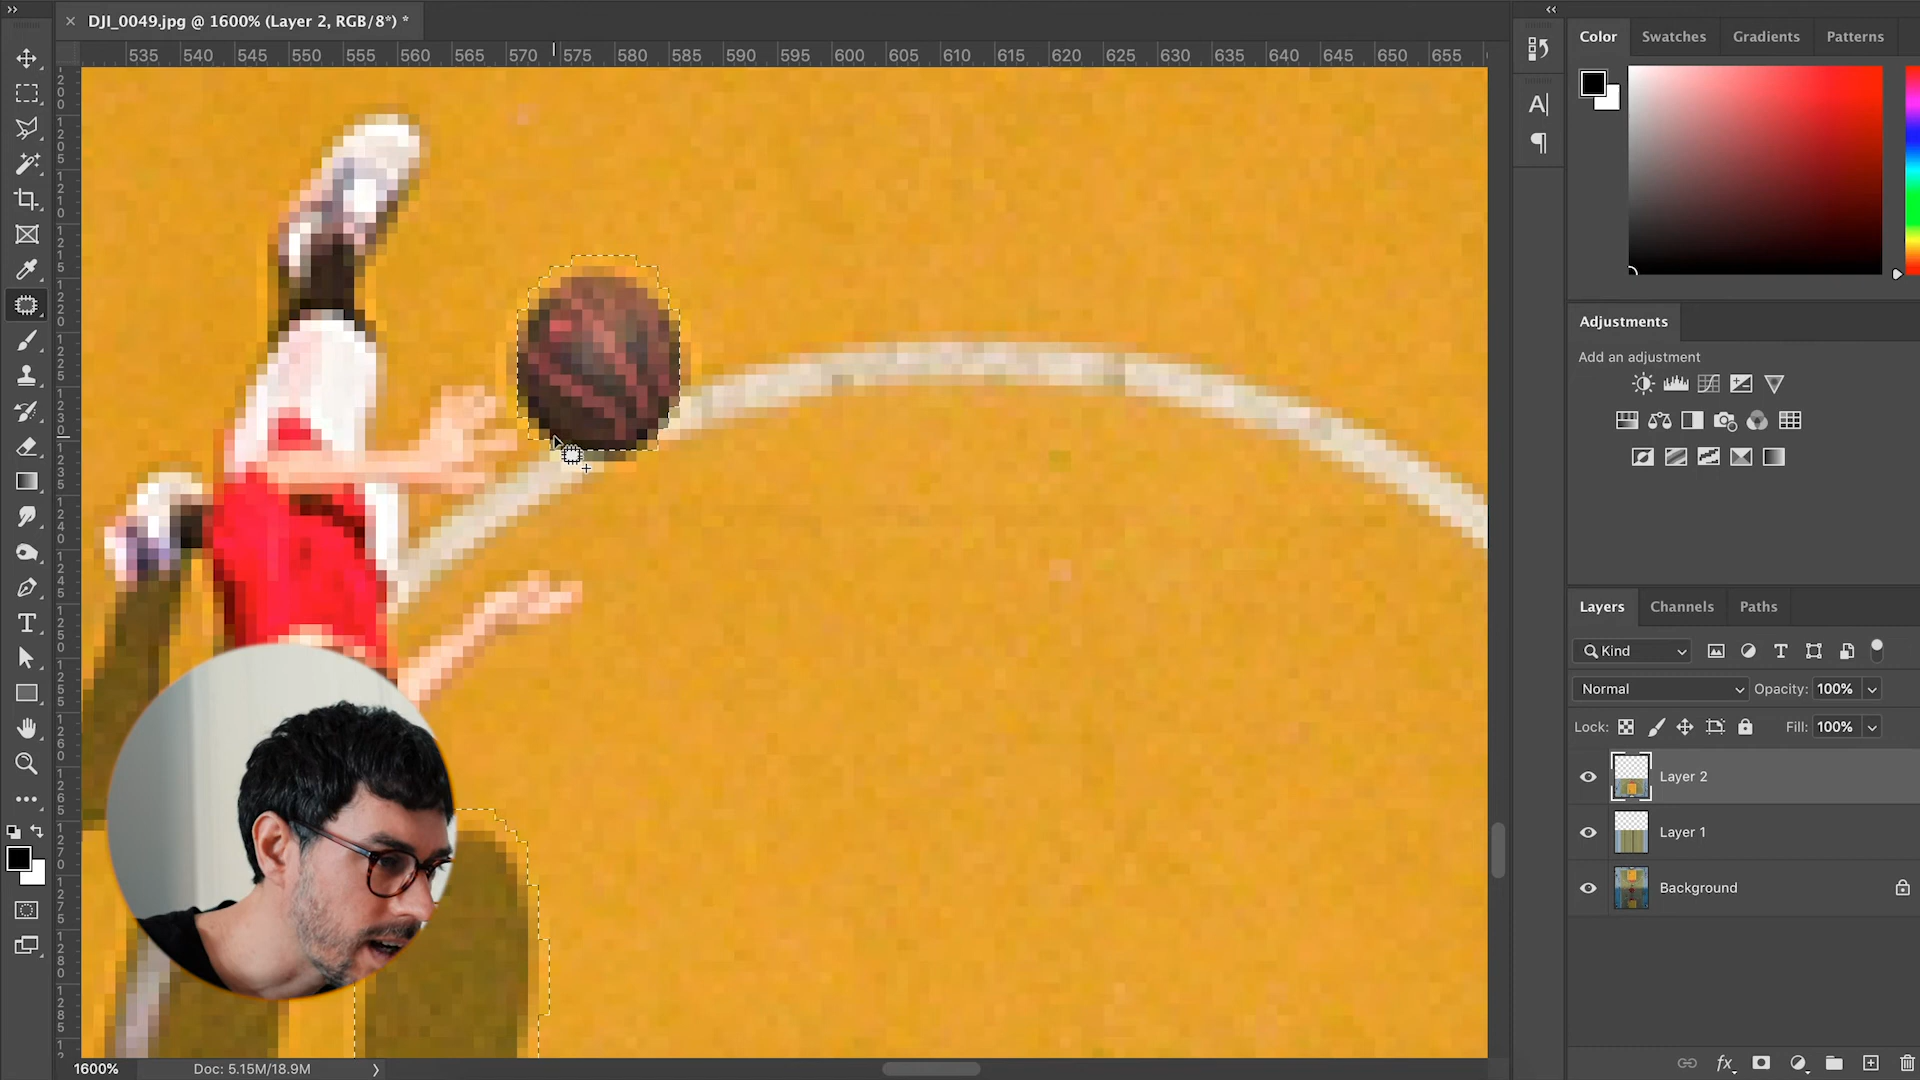 DJI_0049.jpg @ 1600% (Layer 2, RGB/8*) *
535 540 545 550 555 560 565 570 575 580 585 590 595 600 605 610 615 620 625 630 635 640 645 650 655
Color Swatches Gradients Patterns
Adjustments
Add an adjustment
Layers Channels Paths
Kind
Normal Opacity: 100%
Lock: Fill: 100%
Layer 2
Layer 1
Background
1600% Doc: 5.15M/18.9M